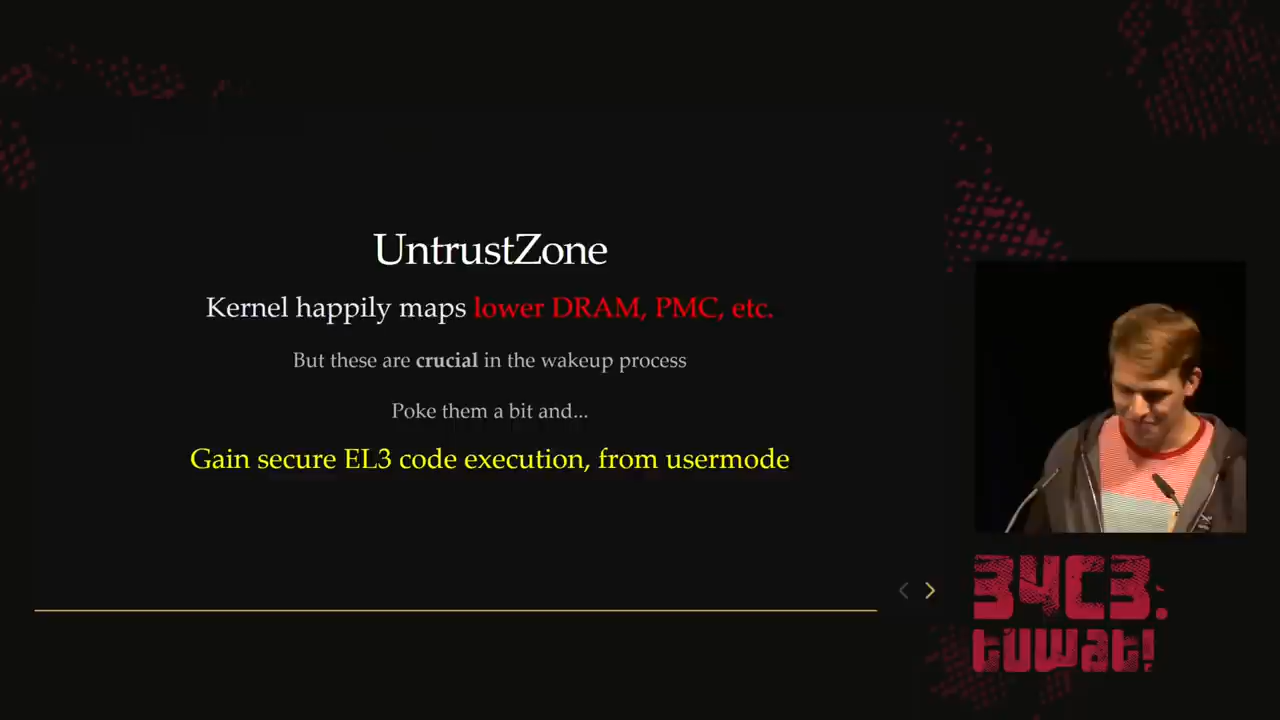 UntrustZone
Kernel happily maps lower DRAM, PMC, etc.
But these are crucial in the wakeup process
Poke them a bit and...
Gain secure EL3 code execution, from usermode
34C3:
tuwat!